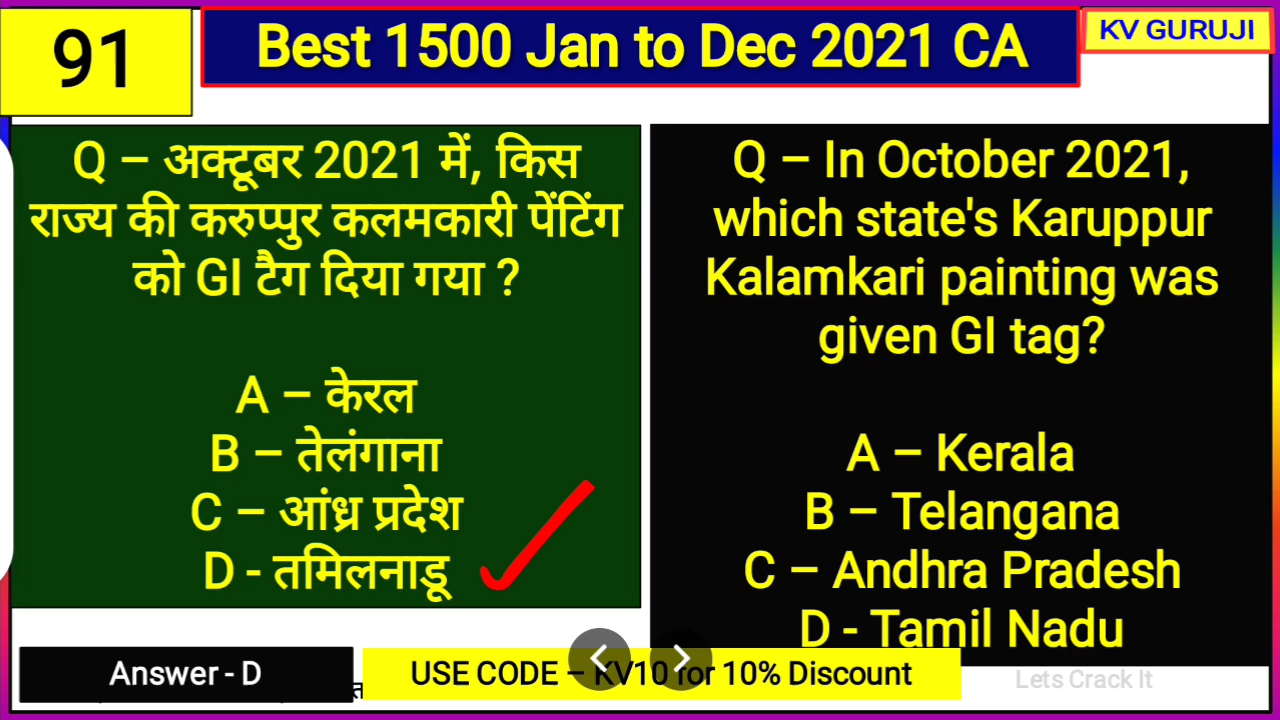 91
Best 1500 Jan to Dec 2021 CA
KV GURUJI
Q – अक्टूबर 2021 में, किस
राज्य की करुप्पुर कलमकारी पेंटिंग
को GI टैग दिया गया ?
A – केरल
B – तेलंगाना
C – आंध्र प्रदेश
D - तमिलनाडू
Q – In October 2021,
which state's Karuppur
Kalamkari painting was
given GI tag?
A – Kerala
B – Telangana
C – Andhra Pradesh
D - Tamil Nadu
Answer - D
USE CODE – KV10 for 10% Discount
Lets Crack It